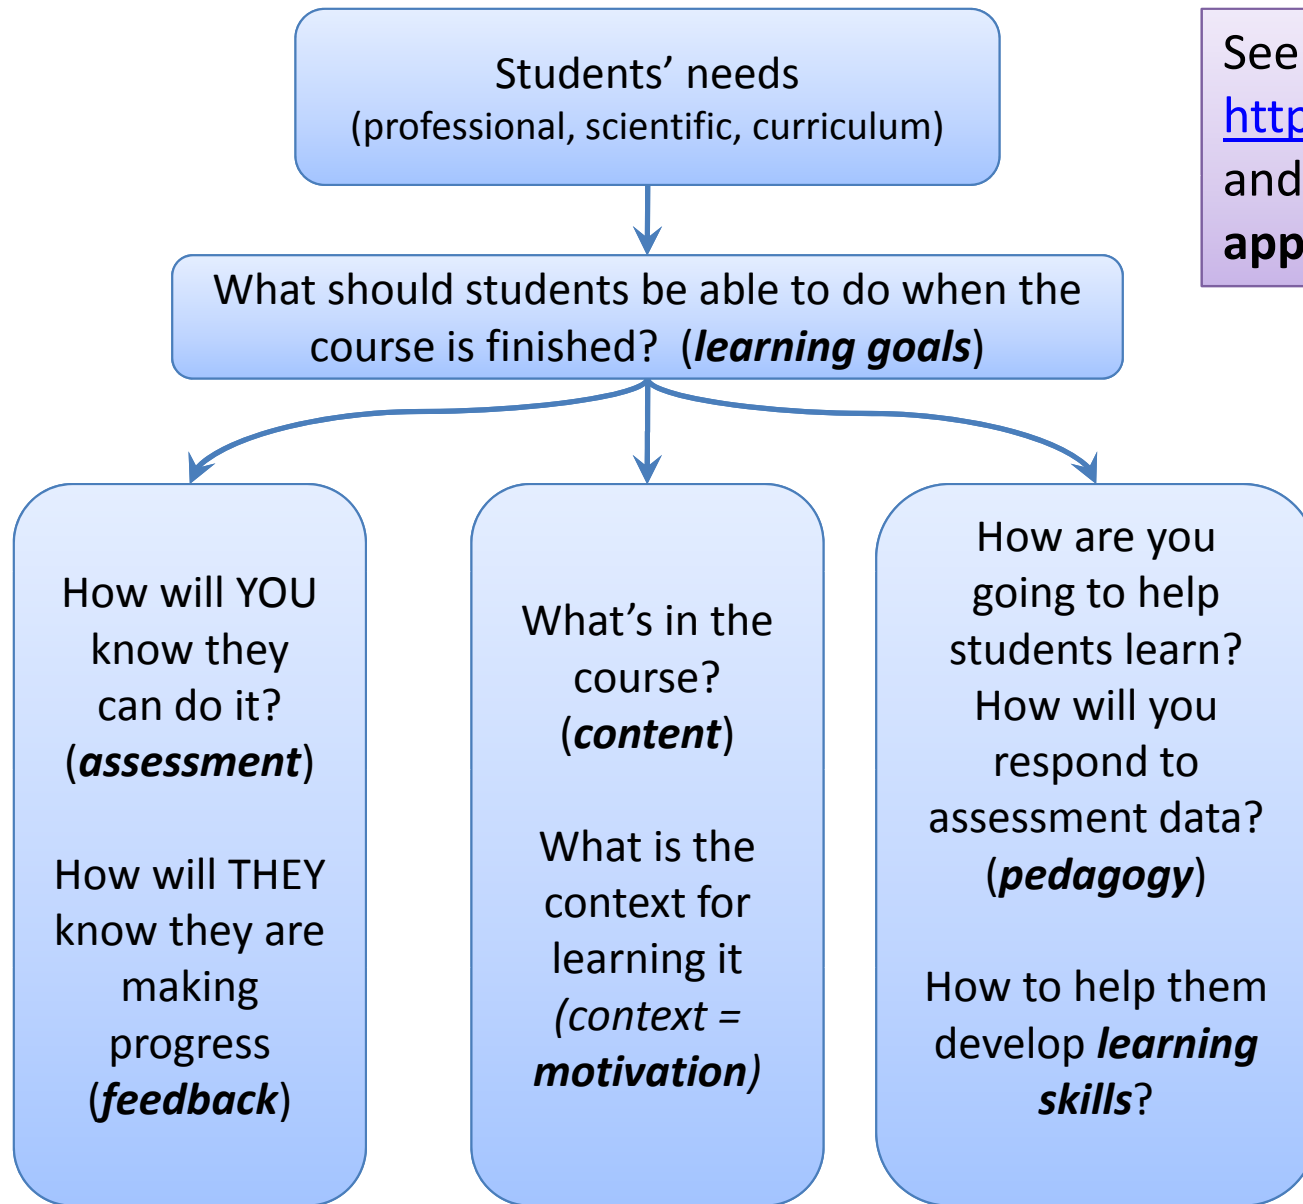 Students’ needs
(professional, scientific, curriculum)
See
http
and
app
What should students be able to do when the
course is finished?  (learning goals)
How will YOU
know they
can do it?
(assessment)
How will THEY
know they are
making
progress
(feedback)
What’s in the
course?
(content)
What is the
context for
learning it
(context =
motivation)
How are you
going to help
students learn?
How will you
respond to
assessment data?
(pedagogy)
How to help them
develop learning
skills?